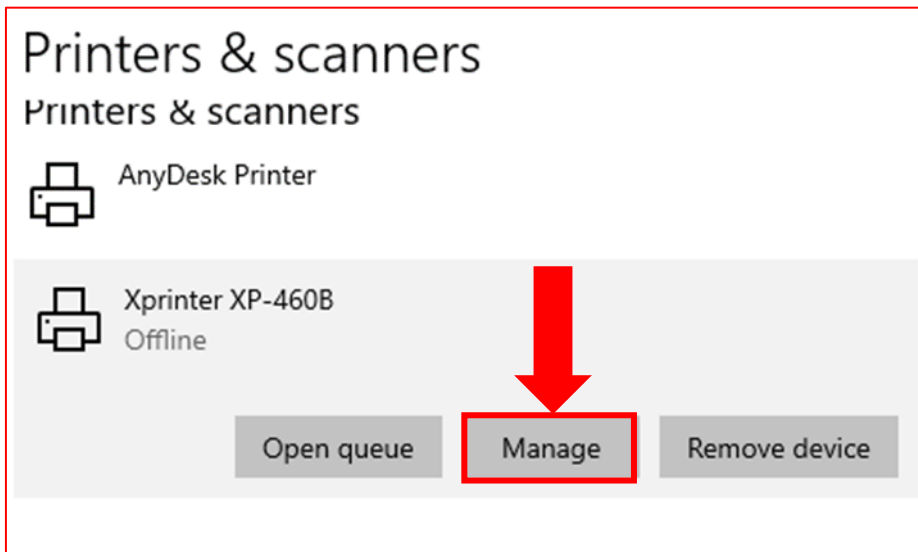 Printers & scanners
Printers & scanners
AnyDesk Printer
Xprinter XP-460B
Offline
Open queue Manage Remove device